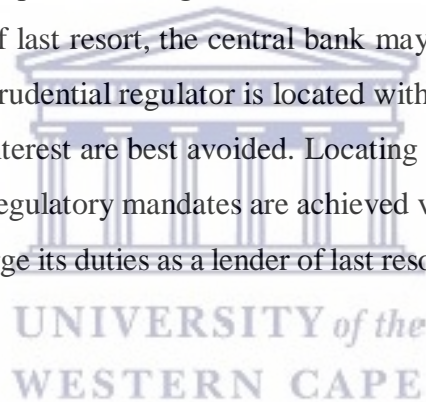 f last resort, the central bank may
rudential regulator is located with
nterest are best avoided. Locating
egulatory mandates are achieved v
ge its duties as a lender of last reso
UNIVERSITY of the
WESTERN CAPE